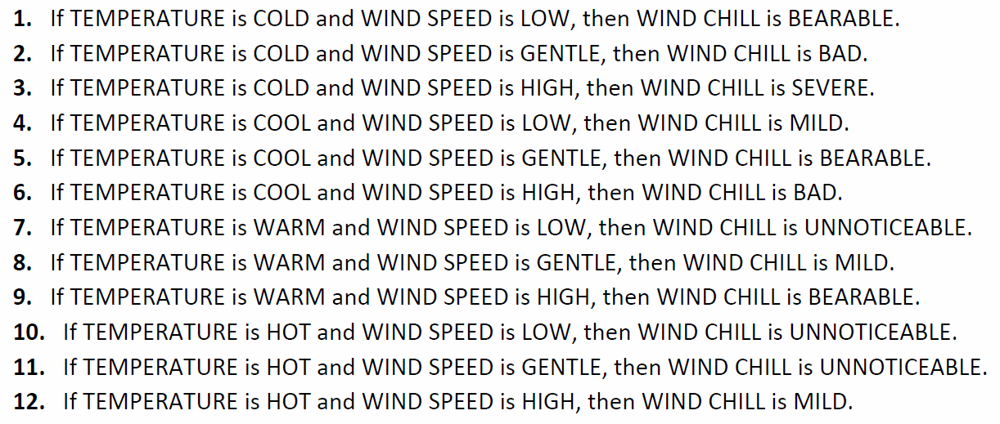 1. If TEMPERATURE is COLD and WIND SPEED is LOW, then WIND CHILL is BEARABLE.
2. If TEMPERATURE is COLD and WIND SPEED is GENTLE, then WIND CHILL is BAD.
3. If TEMPERATURE is COLD and WIND SPEED is HIGH, then WIND CHILL is SEVERE.
4. If TEMPERATURE is COOL and WIND SPEED is LOW, then WIND CHILL is MILD.
5. If TEMPERATURE is COOL and WIND SPEED is GENTLE, then WIND CHILL is BEARABLE.
6. If TEMPERATURE is COOL and WIND SPEED is HIGH, then WIND CHILL is BAD.
7. If TEMPERATURE is WARM and WIND SPEED is LOW, then WIND CHILL is UNNOTICEABLE.
8. If TEMPERATURE is WARM and WIND SPEED is GENTLE, then WIND CHILL is MILD.
9. If TEMPERATURE is WARM and WIND SPEED is HIGH, then WIND CHILL is BEARABLE.
10. If TEMPERATURE is HOT and WIND SPEED is LOW, then WIND CHILL is UNNOTICEABLE.
11. If TEMPERATURE is HOT and WIND SPEED is GENTLE, then WIND CHILL is UNNOTICEABLE.
12. If TEMPERATURE is HOT and WIND SPEED is HIGH, then WIND CHILL is MILD.